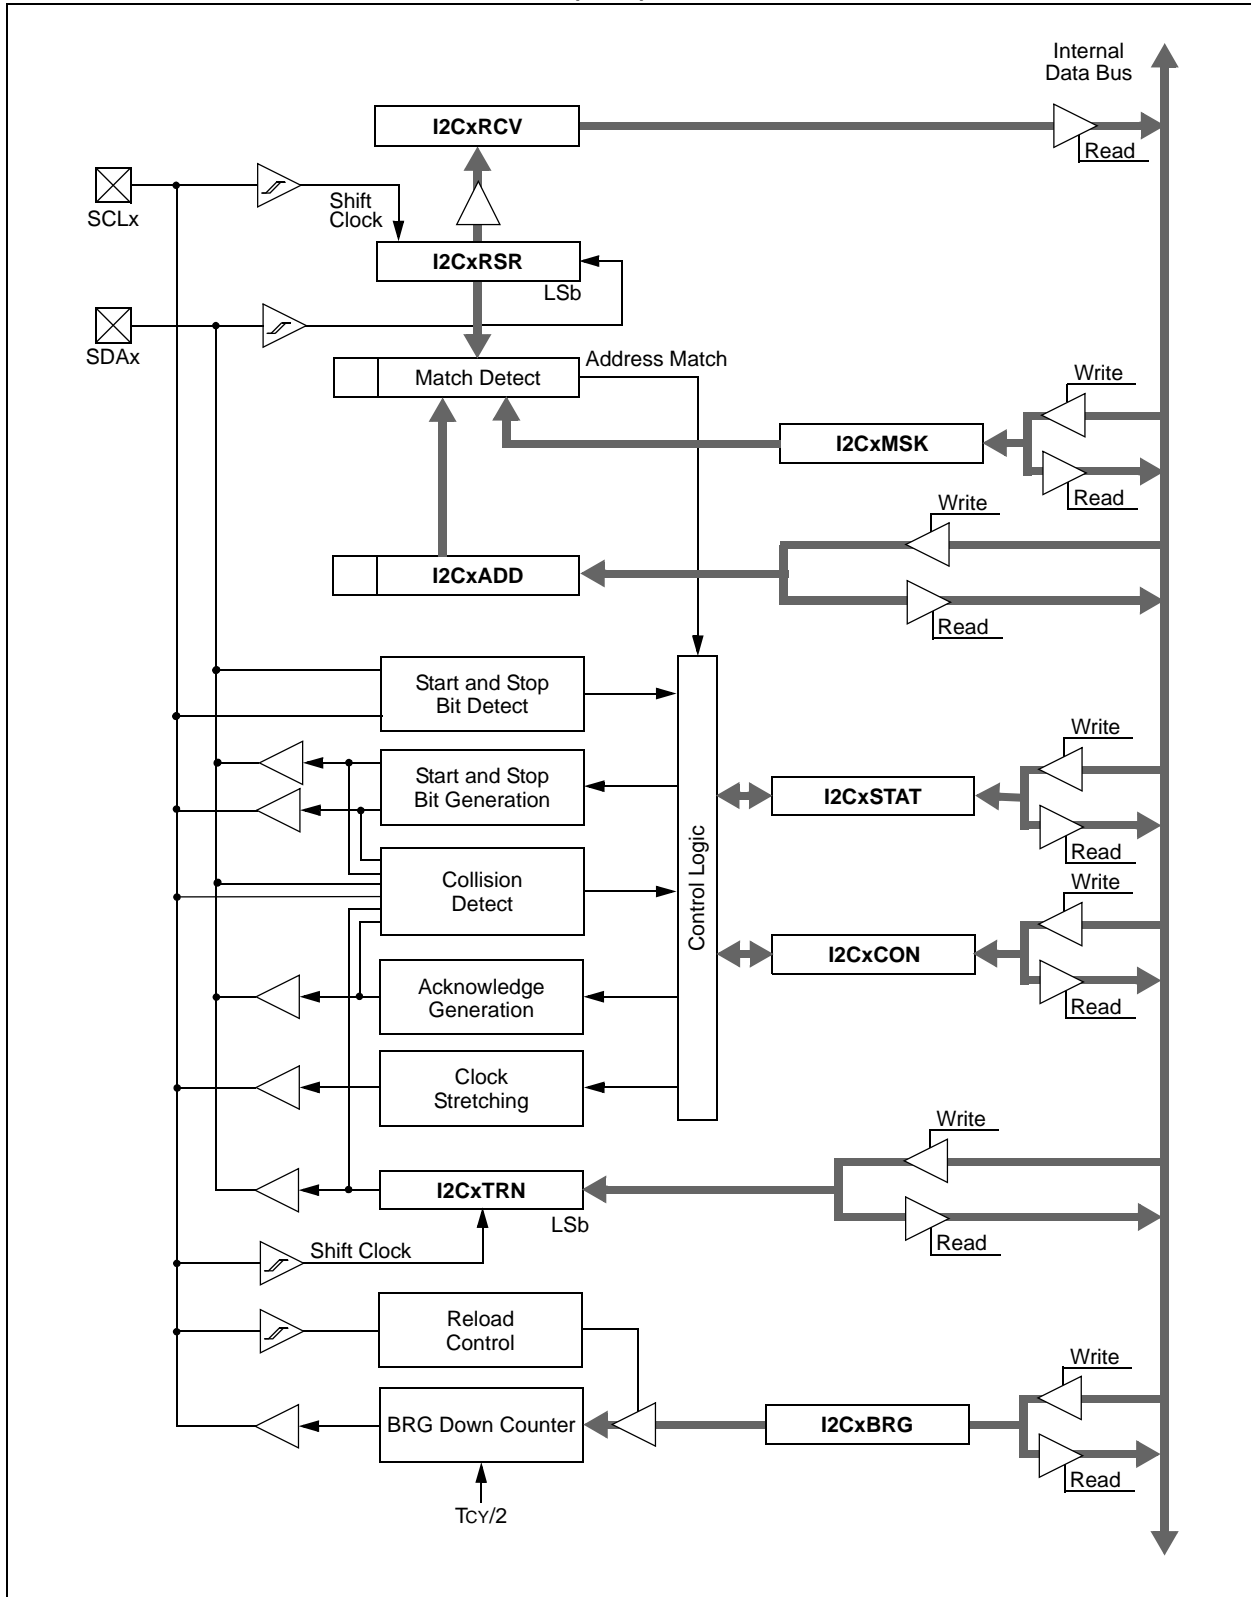 Internal
Data Bus
I2CxRCV
Read
SCLx
Shift
Clock
I2CxRSR
LSb
SDAx
Address Match
Match Detect
Write
I2CxMSK
Read
Write
I2CxADD
Read
Start and Stop
Bit Detect
Write
Start and Stop
Bit Generation
I2CxSTAT
Read
Control Logic
Collision
Detect
Write
I2CxCON
Read
Acknowledge
Generation
Clock
Stretching
Write
I2CxTRN
LSb
Read
Shift Clock
Reload
Control
Write
BRG Down Counter
I2CxBRG
Read
TCY/2